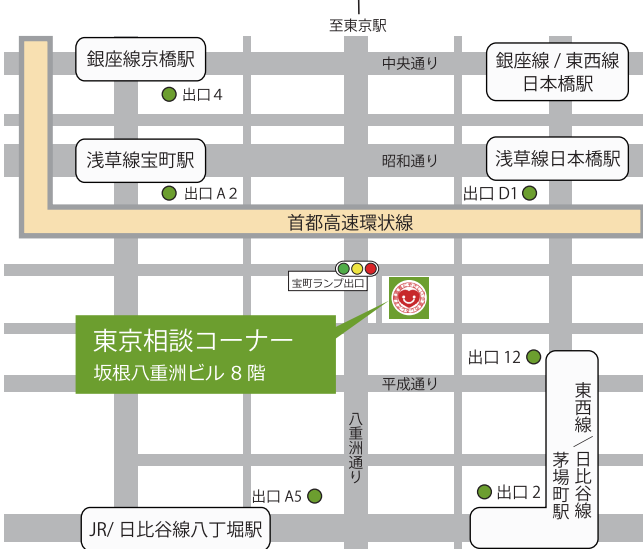 至東京駅
銀座線京橋駅
中央通り
銀座線 / 東西線
日本橋駅
出口 4
浅草線宝町駅
昭和通り
浅草線日本橋駅
出口 A 2
出口 D1
首都高速環状線
宝町ランプ出口
東京相談コーナー
坂根八重洲ビル 8 階
出口 12
平成通り
八重洲通り
東西線/日比谷線
茅場町駅
出口 A5
出口 2
JR/ 日比谷線八丁堀駅